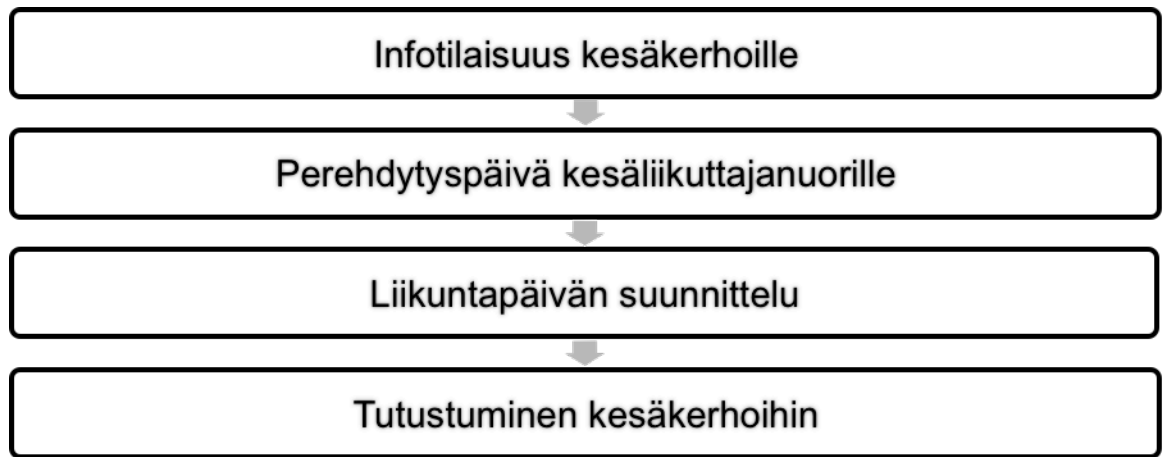 Infotilaisuus kesäkerhoille
Perehdytyspäivä kesäliikuttajanuorille
Liikuntapäivän suunnittelu
Tutustuminen kesäkerhoihin